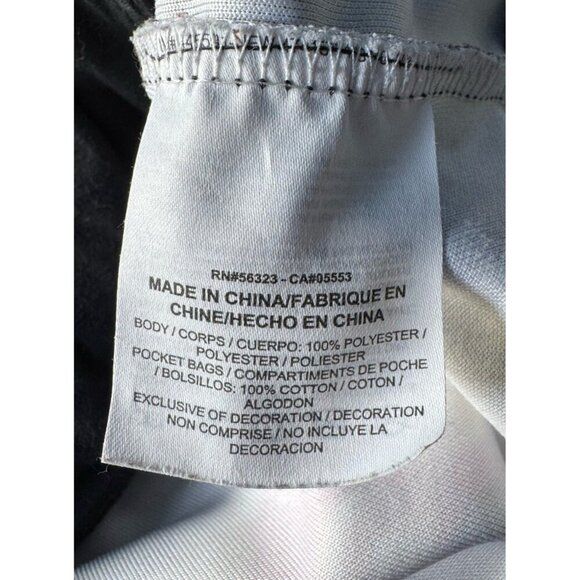 RN#56323 - CA#05553
MADE IN CHINA/FABRIQUE EN
CHINE/HECHO EN CHINA
BODY / CORPS / CUERPO: 100% POLYESTER /
POLYESTER / POLIESTER
POCKET BAGS / COMPARTIMENTS DE POCHE
/ BOLSILLOS: 100% COTTON / COTON /
ALGODON
EXCLUSIVE OF DECORATION / DECORATION
NON COMPRISE / NO INCLUYE LA
DECORACION